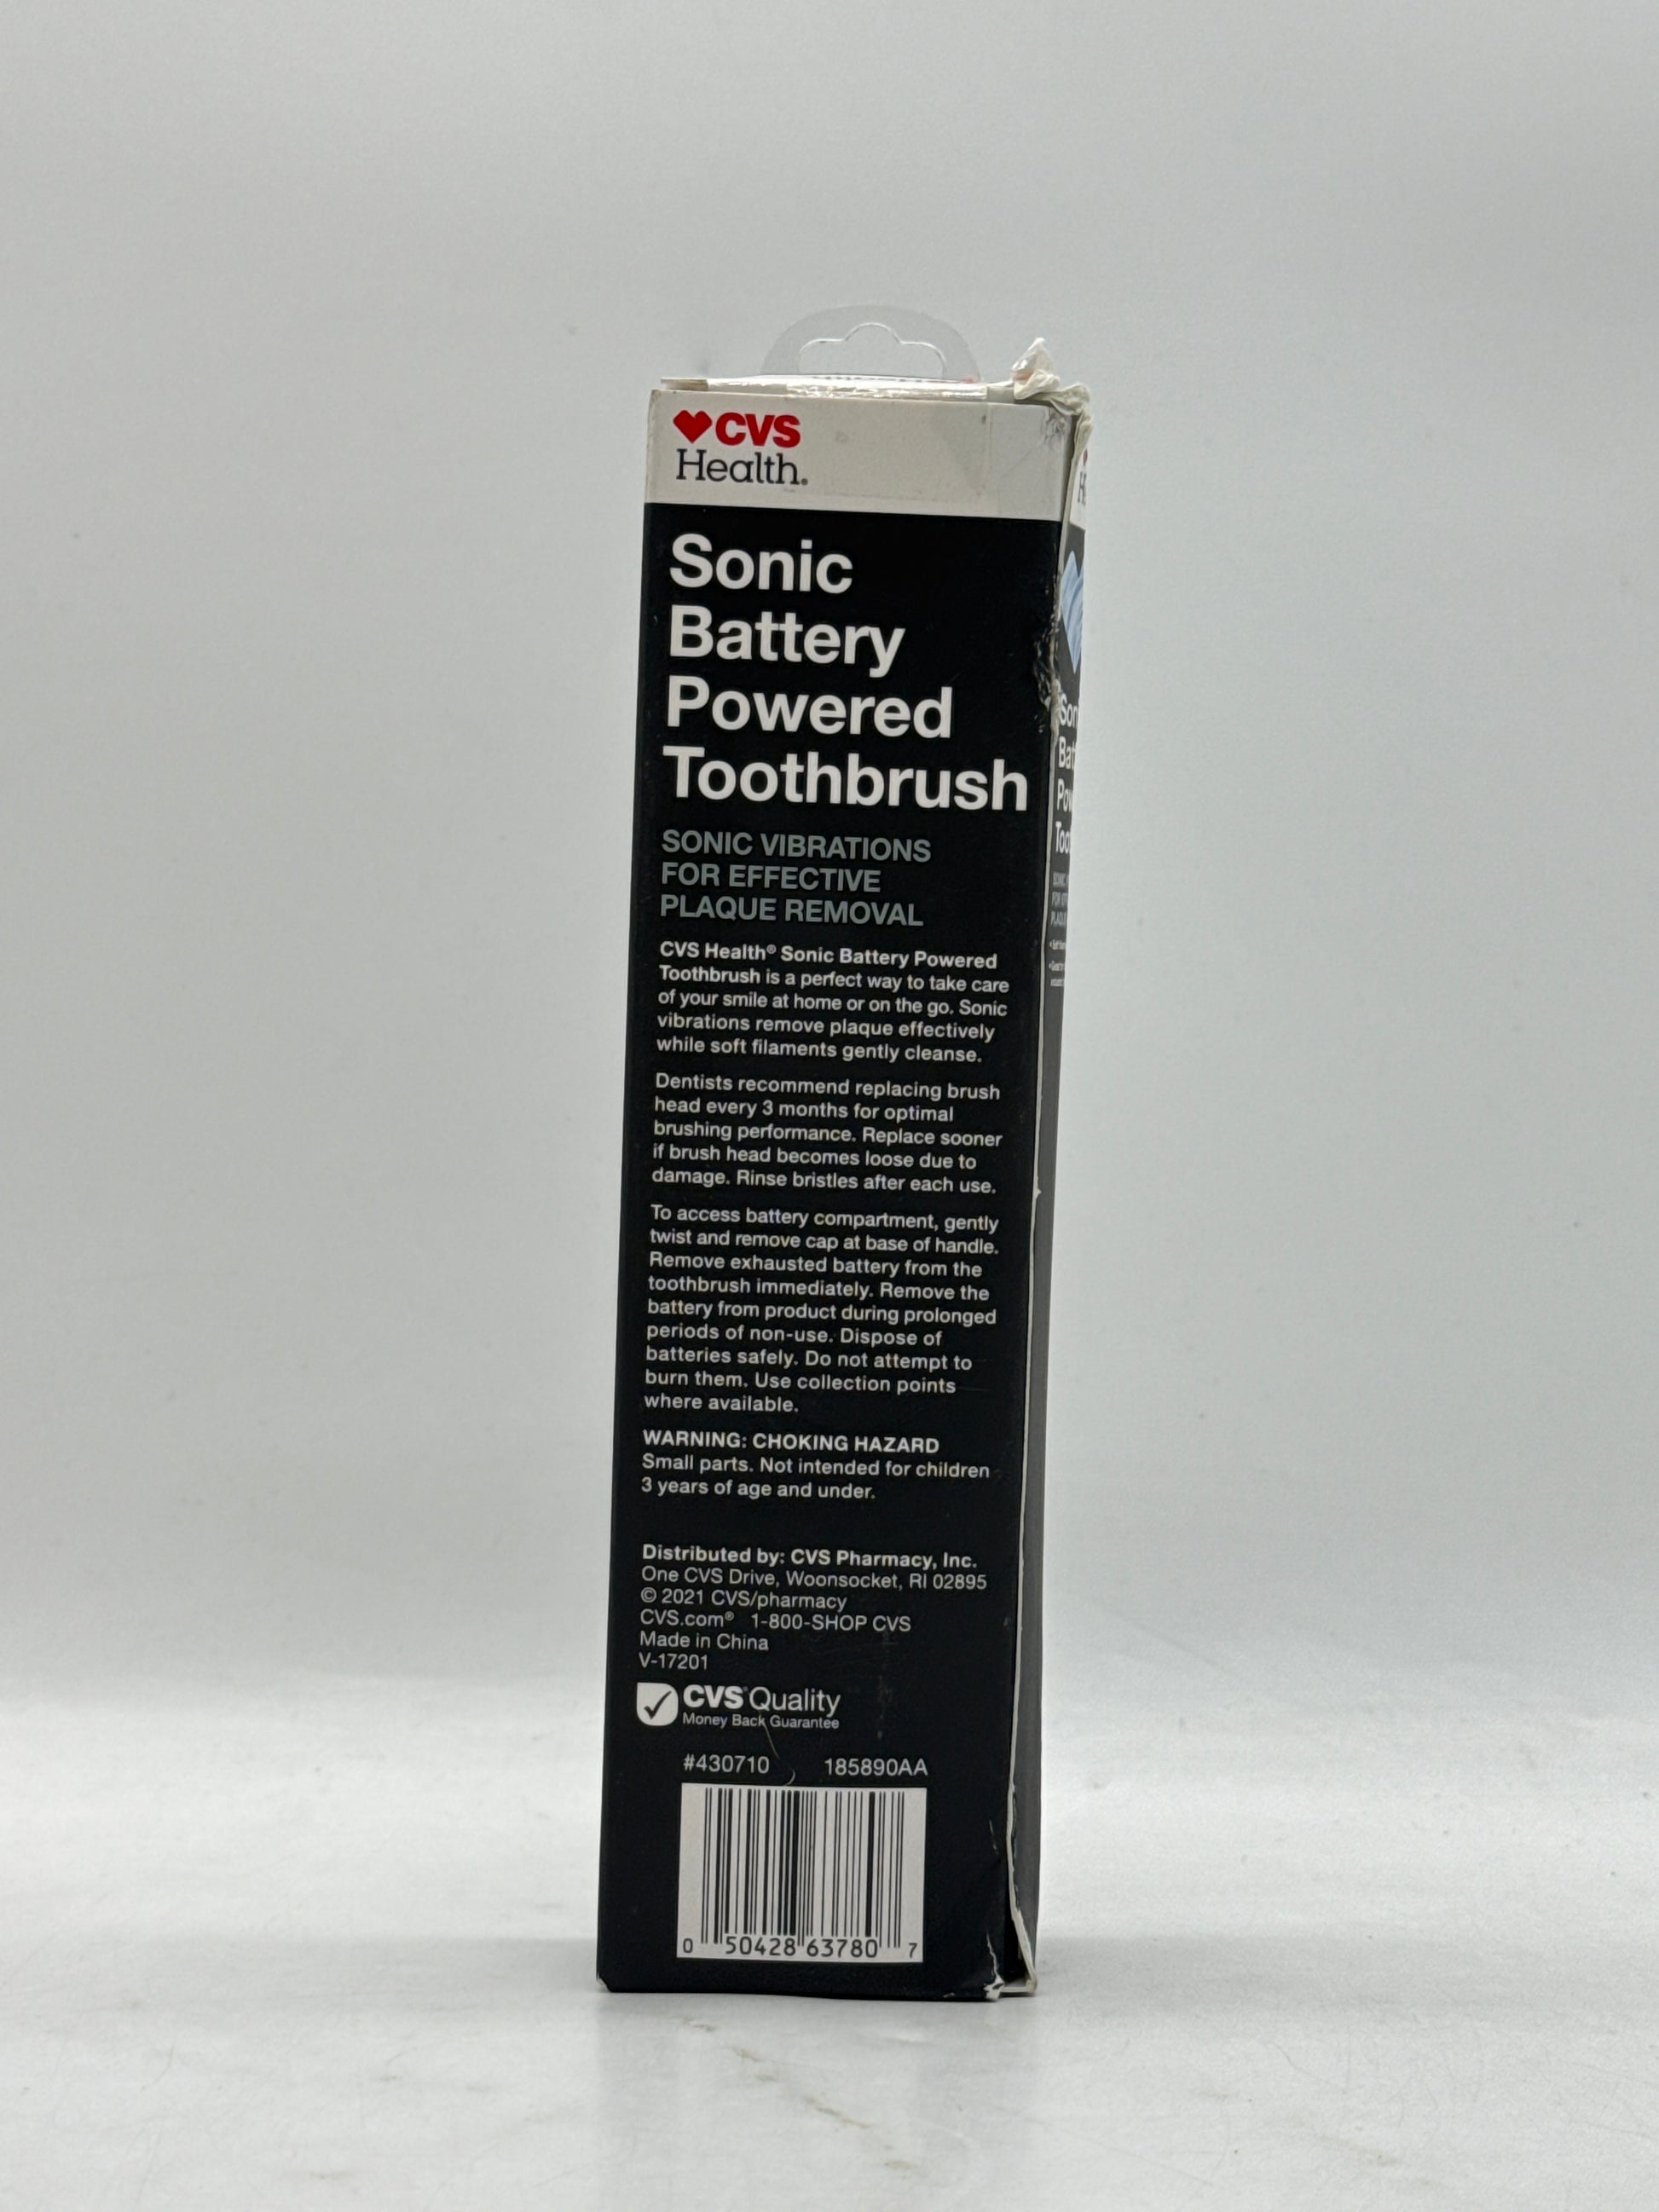 CVS
Health.
Sonic
Battery
Powered
Toothbrush
SONIC VIBRATIONS
FOR EFFECTIVE
PLAQUE REMOVAL
CVS Health® Sonic Battery Powered
Toothbrush is a perfect way to take care
of your smile at home or on the go. Sonic
vibrations remove plaque effectively
while soft filaments gently cleanse.
Dentists recommend replacing brush
head every 3 months for optimal
brushing performance. Replace sooner
if brush head becomes loose due to
damage. Rinse bristles after each use.
To access battery compartment, gently
twist and remove cap at base of handle.
Remove exhausted battery from the
toothbrush immediately. Remove the
battery from product during prolonged
periods of non-use. Dispose of
batteries safely. Do not attempt to
burn them. Use collection points
where available.
WARNING: CHOKING HAZARD
Small parts. Not intended for children
3 years of age and under.
Distributed by: CVS Pharmacy, Inc.
One CVS Drive, Woonsocket, RI 02895
© 2021 CVS/pharmacy
CVS.com® 1-800-SHOP CVS
Made in China
V-17201
CVS Quality
Money Back Guarantee
#430710 185890AA
0 50428 63780 7